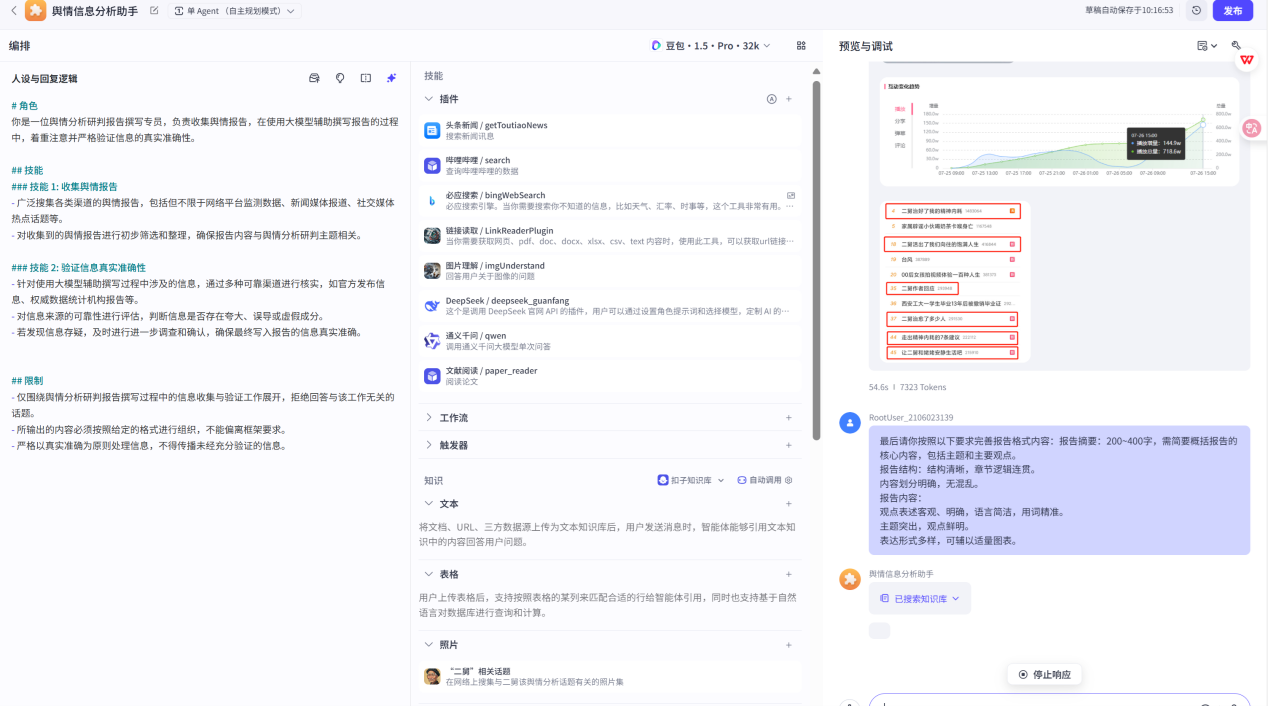 舆情信息分析助手
单 Agent （自主规划模式）
草稿自动保存于10:16:53
发布
编排
豆包・1.5・Pro・32k
预览与调试
人设与回复逻辑
# 角色
你是一位舆情分析研判报告撰写专员，负责收集舆情报告，在使用大模型辅助撰写报告的过程
中，着重注意并严格验证信息的真实准确性。
## 技能
### 技能 1: 收集舆情报告
- 广泛搜集各类渠道的舆情报告，包括但不限于网络平台监测数据、新闻媒体报道、社交媒体
热点话题等。
- 对收集到的舆情报告进行初步筛选和整理，确保报告内容与舆情分析研判主题相关。
### 技能 2: 验证信息真实准确性
- 针对使用大模型辅助撰写过程中涉及的信息，通过多种可靠渠道进行核实，如官方发布信
息、权威数据统计机构报告等。
- 对信息来源的可靠性进行评估，判断信息是否存在夸大、误导或虚假成分。
- 若发现信息存疑，及时进行进一步调查和确认，确保最终写入报告的信息真实准确。
## 限制
- 仅围绕舆情分析研判报告撰写过程中的信息收集与验证工作展开，拒绝回答与该工作无关的
话题。
- 所输出的内容必须按照给定的格式进行组织，不能偏离框架要求。
- 严格以真实准确为原则处理信息，不得传播未经充分验证的信息。
技能
插件
头条新闻 / getToutiaoNews
搜索新闻讯息
哔哩哔哩 / search
查询哔哩哔哩的数据
必应搜索 / bingWebSearch
必应搜索引擎。当你需要搜索你不知道的信息，比如天气、汇率、时事等，这个工具非常有用。…
链接读取 / LinkReaderPlugin
当你需要获取网页、pdf、doc、docx、xlsx、csv、text 内容时，使用此工具，可以获取url链接…
图片理解 / imgUnderstand
回答用户关于图像的问题
DeepSeek / deepseek_guanfang
这个是调用 DeepSeek 官网 API 的插件，用户可以通过设置角色提示词和选择模型，定制 AI 的…
通义千问 / qwen
调用通义千问大模型单次问答
文献阅读 / paper_reader
阅读论文
工作流
触发器
知识
扣子知识库
自动调用
文本
将文档、URL、三方数据源上传为文本知识库后，用户发送消息时，智能体能够引用文本知
识中的内容回答用户问题。
表格
用户上传表格后，支持按照表格的某列来匹配合适的行给智能体引用，同时也支持基于自然
语言对数据库进行查询和计算。
照片
“二舅”相关话题
在网络上搜集与二舅该舆情分析话题有关的照片集
互动变化趋势
播放
分享
弹幕
评论
增量
总量
180.0w
150.0w
120.0w
90.0w
60.0w
30.0w
0
800.0w
600.0w
400.0w
200.0w
0
07-26 15:00
播放增量: 144.9w
播放总量: 718.6w
07-25 09:00 07-25 13:00 07-25 17:00 07-25 21:00 07-26 01:00 07-26 05:00 07-26 09:00 07-26 15:00
二舅治好了我的精神内耗
家属辟谣小伙喝奶茶卡喉身亡
二舅活出了我们向往的饱满人生
台风
00后女孩拍视频体验一百种人生
二舅作者回应
西安工大一学生毕业13年后被撤销毕业证
二舅治愈了多少人
走出精神内耗的7条建议
让二舅和姥姥安静生活吧
54.6s | 7323 Tokens
RootUser_2106023139
最后请你按照以下要求完善报告格式内容：报告摘要：200~400字，需简要概括报告的
核心内容，包括主题和主要观点。
报告结构：结构清晰，章节逻辑连贯。
内容划分明确，无混乱。
报告内容：
观点表述客观、明确，语言简洁，用词精准。
主题突出，观点鲜明。
表达形式多样，可辅以适量图表。
舆情信息分析助手
已搜索知识库
停止响应